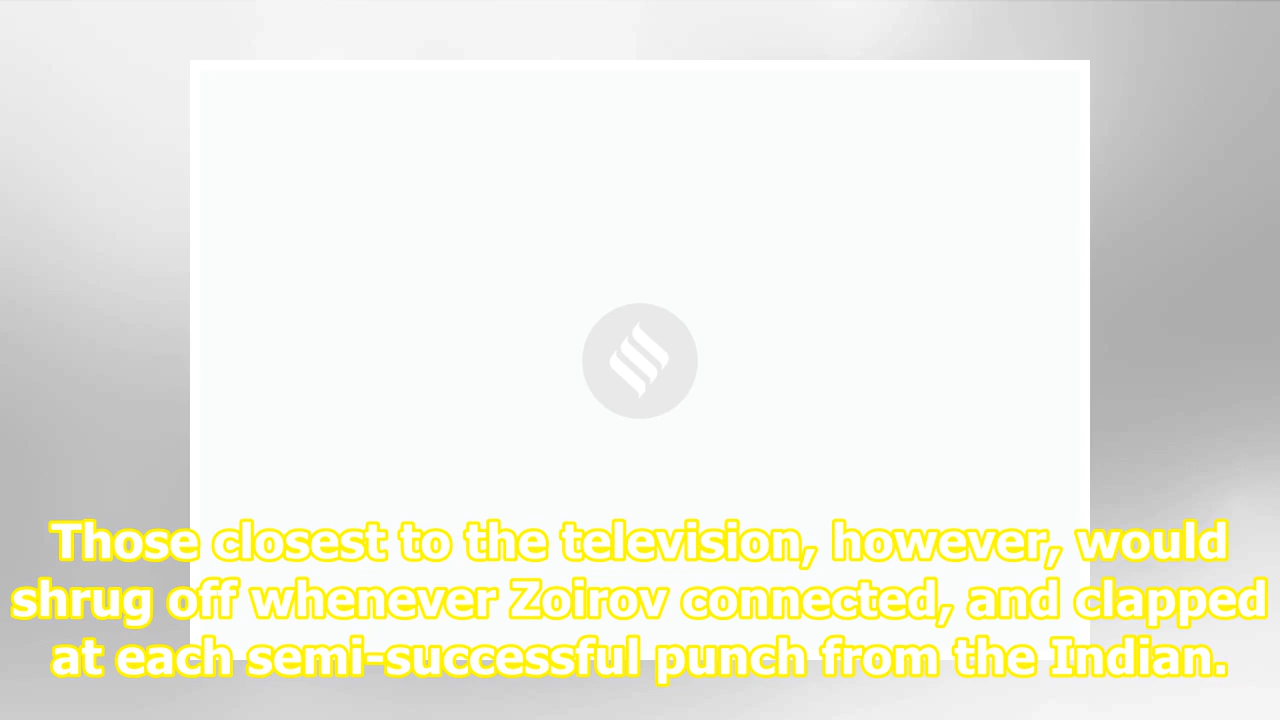 Those closest to the television, however, would
shrug off whenever Zoirov connected, and clapped
at each semi-successful punch from the Indian.